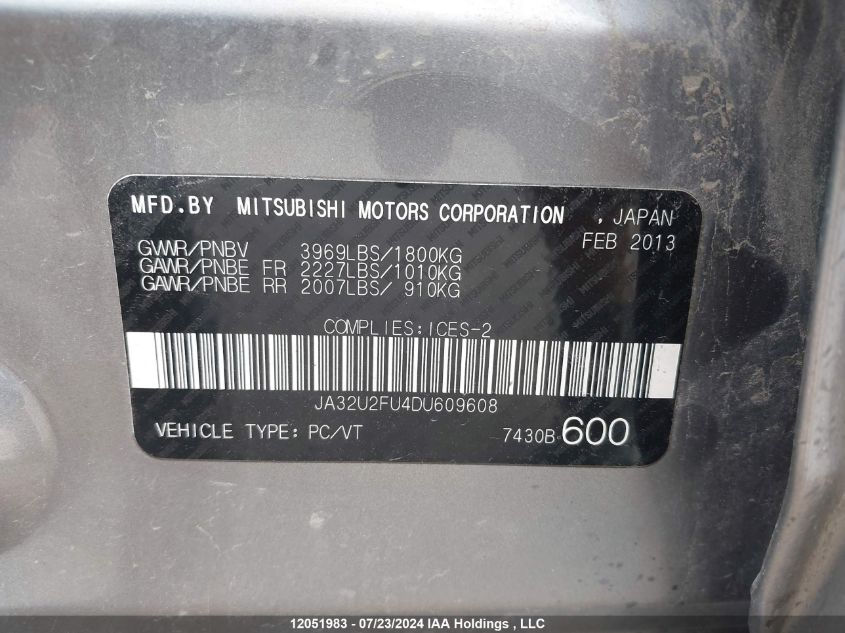 MFD.BY MITSUBISHI MOTORS CORPORATION , JAPAN
FEB 2013
GVWR/PNBV 3969LBS/1800KG
GAWR/PNBE FR 2227LBS/1010KG
GAWR/PNBE RR 2007LBS/ 910KG
COMPLIES:ICES-2
JA32U2FU4DU609608
VEHICLE TYPE: PC/VT 7430B 600
12051983 - 07/23/2024 IAA Holdings , LLC